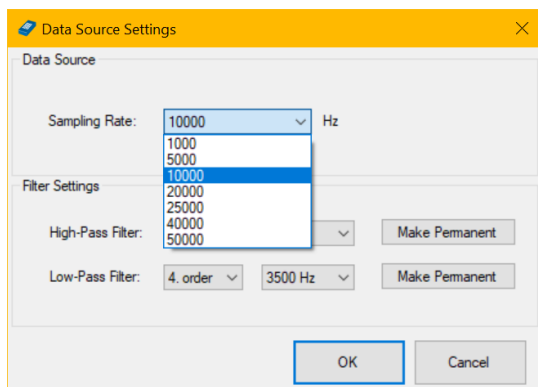 Data Source Settings
Data Source
Sampling Rate: 10000 Hz
1000
5000
10000
20000
25000
40000
50000
Filter Settings
High-Pass Filter: Make Permanent
Low-Pass Filter: 4. order 3500 Hz Make Permanent
OK Cancel